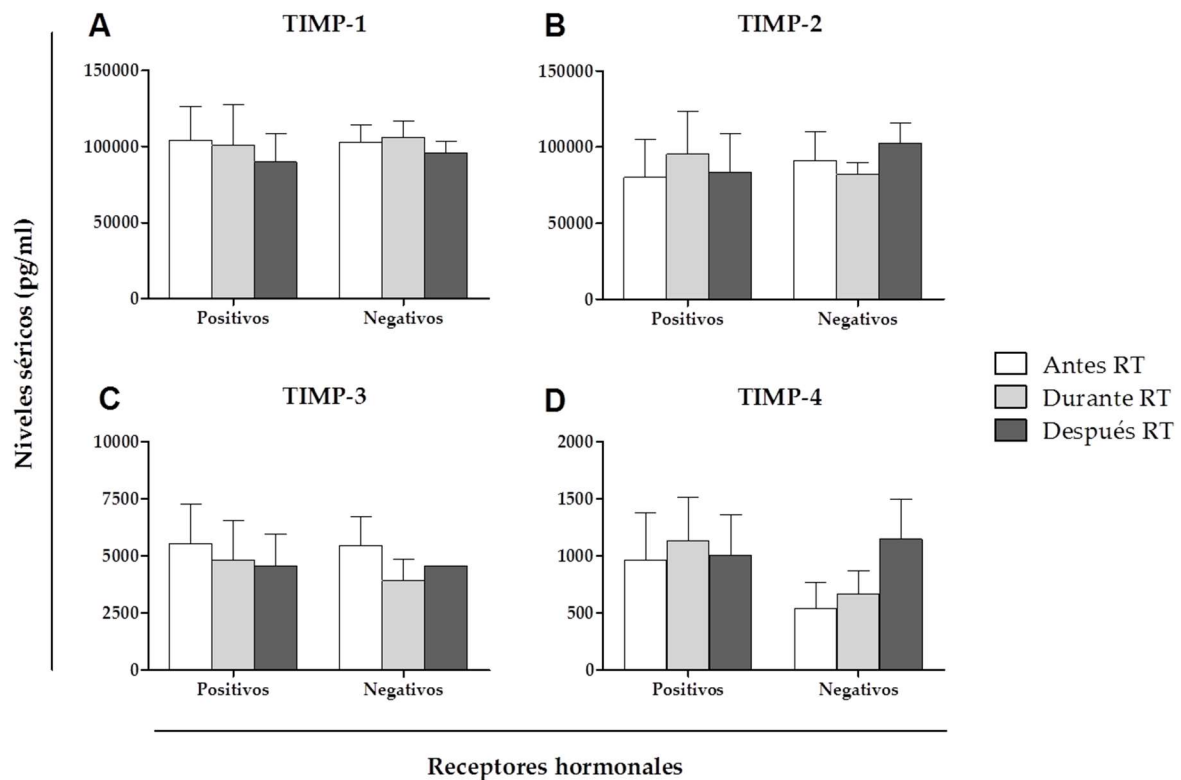 A
TIMP-1
150000
100000
50000
0
Positivos
Negativos
B
TIMP-2
150000
100000
50000
0
Positivos
Negativos
C
TIMP-3
10000
7500
5000
2500
0
Positivos
Negativos
D
TIMP-4
2000
1500
1000
500
0
Positivos
Negativos
Niveles séricos (pg/ml)
Receptores hormonales
Antes RT
Durante RT
Después RT